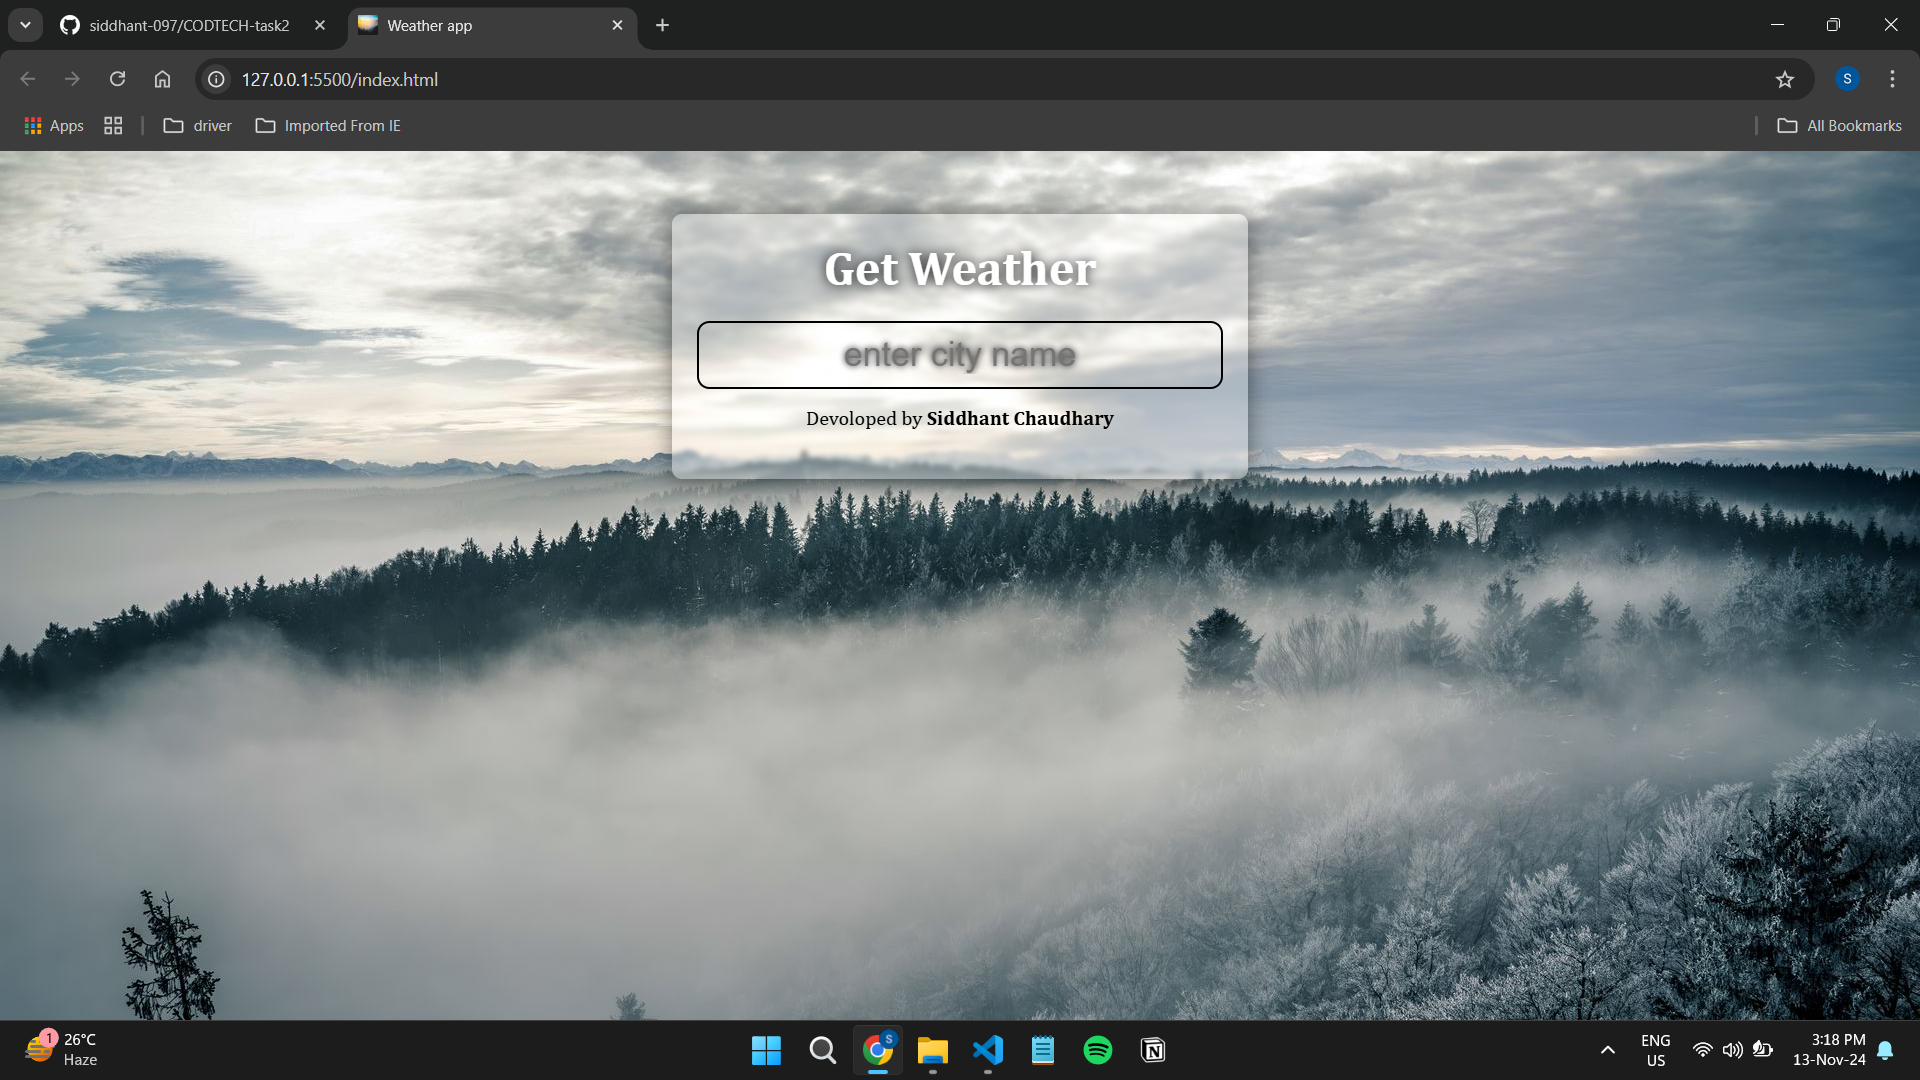 siddhant-097/CODTECH-task2
Weather app
127.0.0.1:5500/index.html
S
Apps
driver
Imported From IE
All Bookmarks
Get Weather
enter city name
Devoloped by Siddhant Chaudhary
1
26°C
Haze
S
N
ENG
US
3:18 PM
13-Nov-24